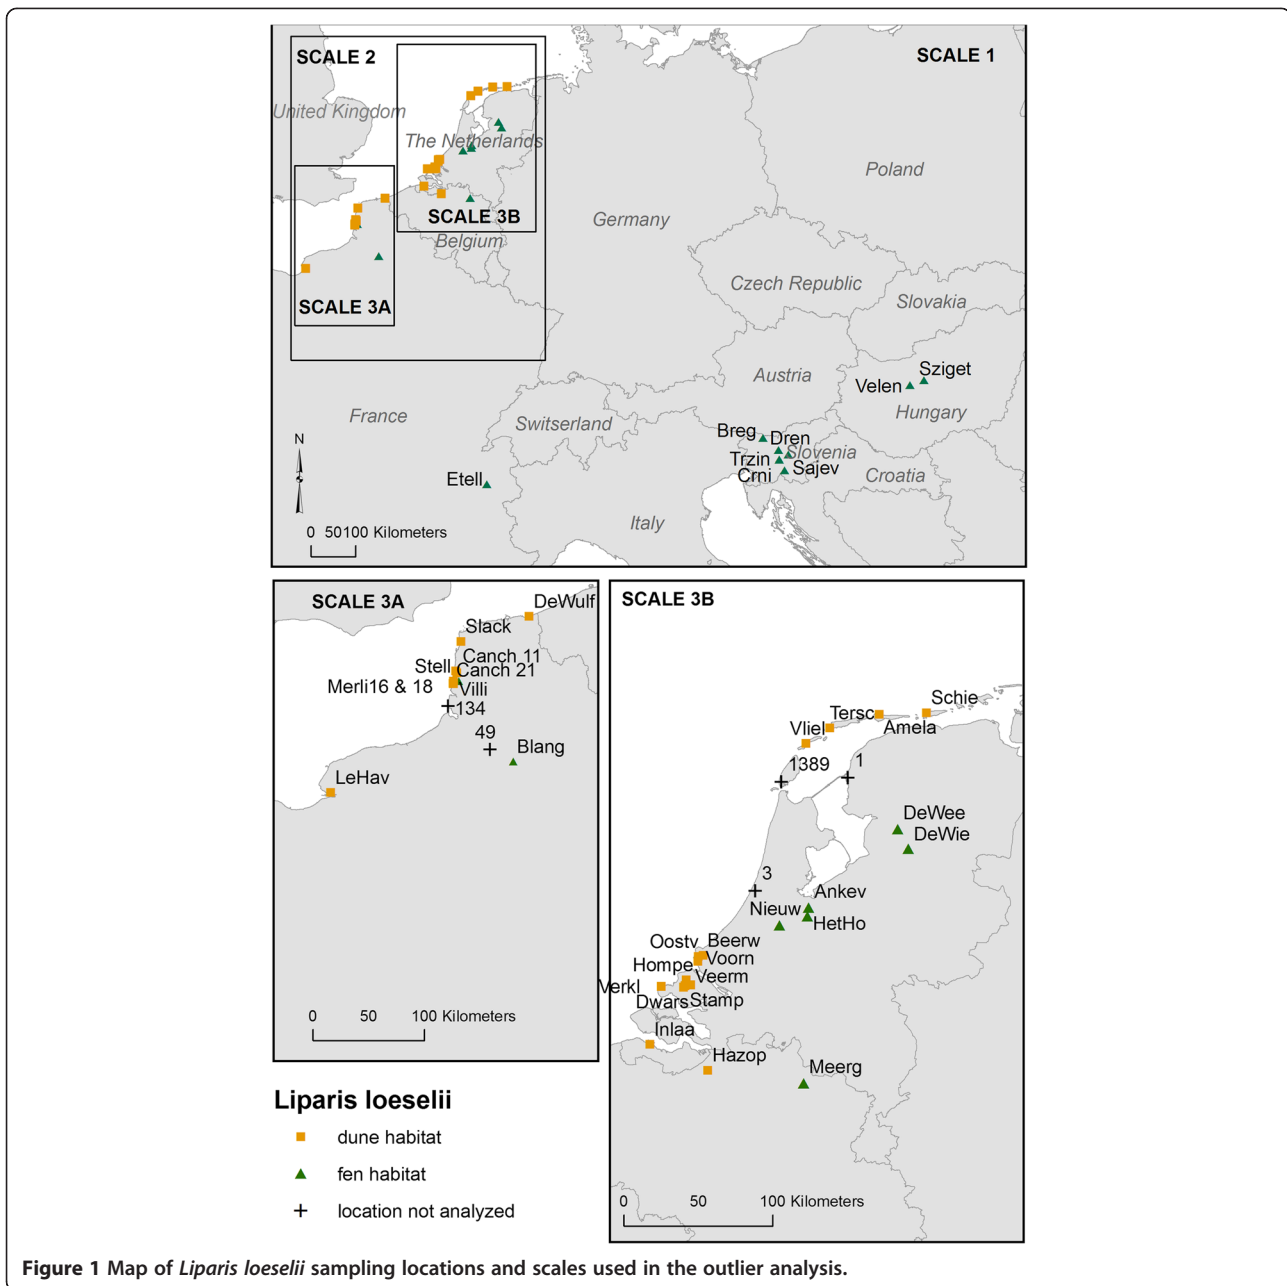 SCALE 2
SCALE 1
United Kingdom
The Netherlands
Poland
SCALE 3B
Germany
Belgium
Czech Republic
SCALE 3A
Slovakia
Austria
Sziget
Velen
France
Hungary
Switserland
Breg
Dren
Slovenia
Trzin
Sajev
Crni
Croatia
Etell
N
Italy
0 50100 Kilometers
SCALE 3A
DeWulf
Slack
Canch 11
Stell
Canch 21
Merli16 & 18
Villi
134
49
Blang
LeHav
0 50 100 Kilometers
SCALE 3B
Schie
Tersc
Amela
Vliel
1389
1
DeWee
DeWie
3
Ankev
Nieuw
HetHo
Oostv
Beerw
Voorn
Hompe
Veerm
Verkl
Dwars
Stamp
Inlaa
Hazop
Meerg
0 50 100 Kilometers
Liparis loeselii
dune habitat
fen habitat
location not analyzed
Figure 1 Map of Liparis loeselii sampling locations and scales used in the outlier analysis.